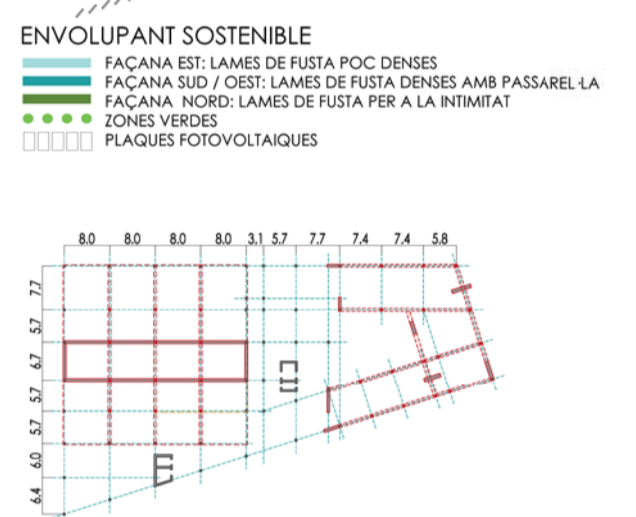 ENVOLUPANT SOSTENIBLE
FAÇANA EST: LAMES DE FUSTA POC DENSES
FAÇANA SUD / OEST: LAMES DE FUSTA DENSES AMB PASSAREL·LA
FAÇANA NORD: LAMES DE FUSTA PER A LA INTIMITAT
ZONES VERDES
PLAQUES FOTOVOLTAIQUES
8.0 8.0 8.0 8.0 3.1 5.7 7.7 7.4 7.4 5.8
7.7
5.7
6.7
5.7
5.7
6.0
6.4